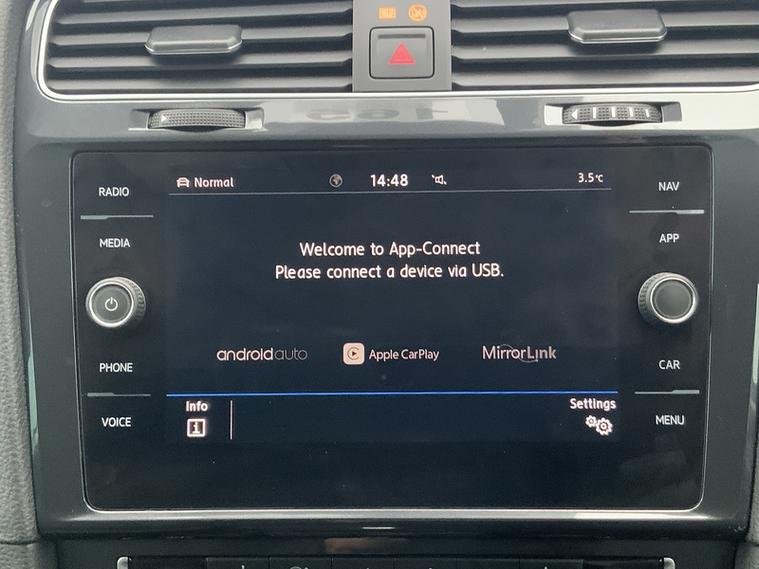 Normal 14:48 3.5°C
RADIO
NAV
MEDIA
APP
Welcome to App-Connect
Please connect a device via USB.
androidauto Apple CarPlay MirrorLink
PHONE
CAR
Info
Settings
VOICE
MENU